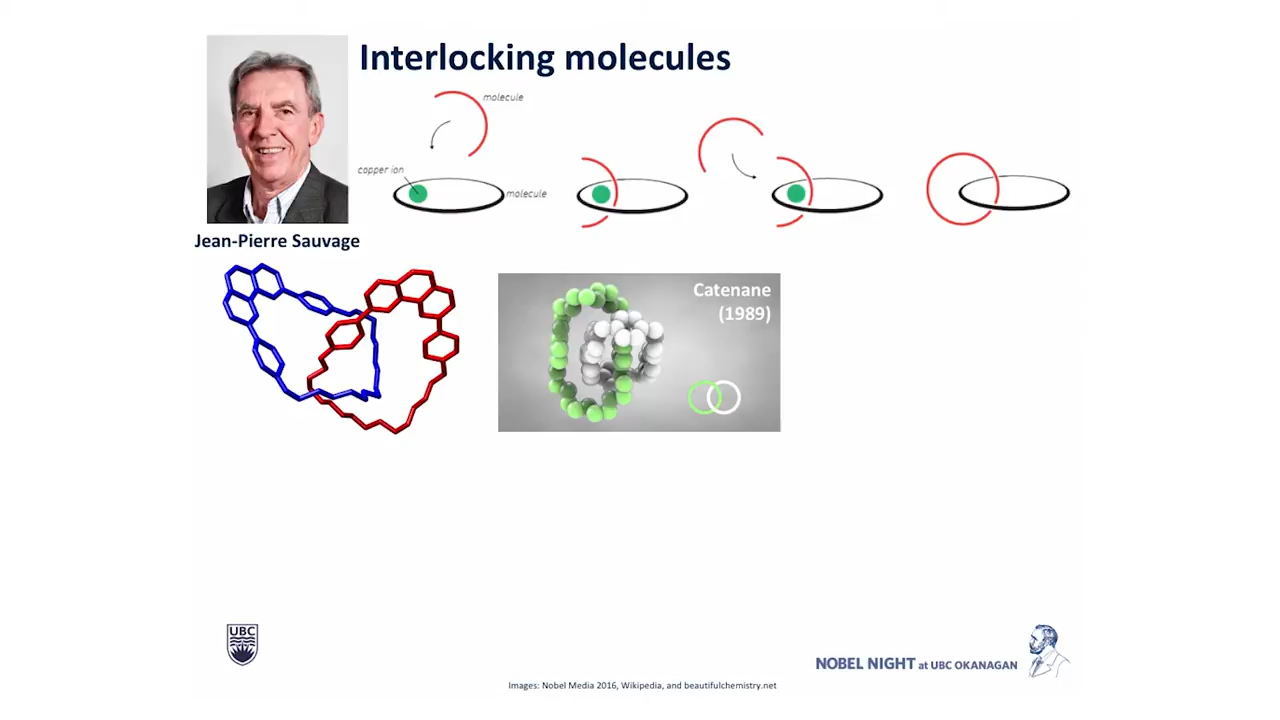 Interlocking molecules
molecule
copper ion
molecule
Jean-Pierre Sauvage
Catenane
(1989)
UBC
NOBEL NIGHT at UBC OKANAGAN
Images: Nobel Media 2016, Wikipedia, and beautifulchemistry.net